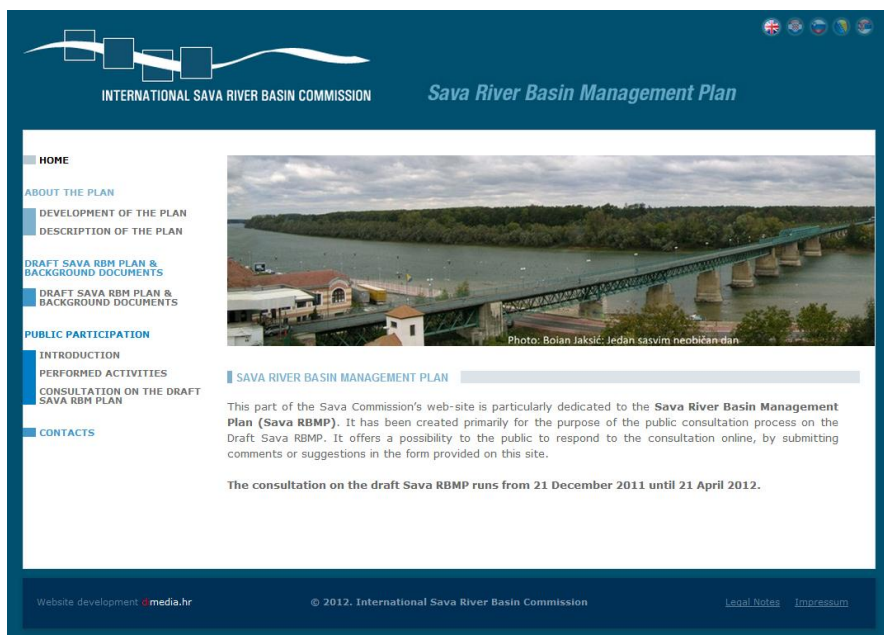 INTERNATIONAL SAVA RIVER BASIN COMMISSION
Sava River Basin Management Plan
HOME
ABOUT THE PLAN
DEVELOPMENT OF THE PLAN
DESCRIPTION OF THE PLAN
DRAFT SAVA RBM PLAN &
BACKGROUND DOCUMENTS
DRAFT SAVA RBM PLAN &
BACKGROUND DOCUMENTS
PUBLIC PARTICIPATION
INTRODUCTION
PERFORMED ACTIVITIES
CONSULTATION ON THE DRAFT
SAVA RBM PLAN
CONTACTS
Photo: Bojan Jaksić: Jedan sasvim neobičan dan
SAVA RIVER BASIN MANAGEMENT PLAN
This part of the Sava Commission's web-site is particularly dedicated to the Sava River Basin Management
Plan (Sava RBMP). It has been created primarily for the purpose of the public consultation process on the
Draft Sava RBMP. It offers a possibility to the public to respond to the consultation online, by submitting
comments or suggestions in the form provided on this site.
The consultation on the draft Sava RBMP runs from 21 December 2011 until 21 April 2012.
Website development dimedia.hr
© 2012. International Sava River Basin Commission
Legal Notes
Impressum